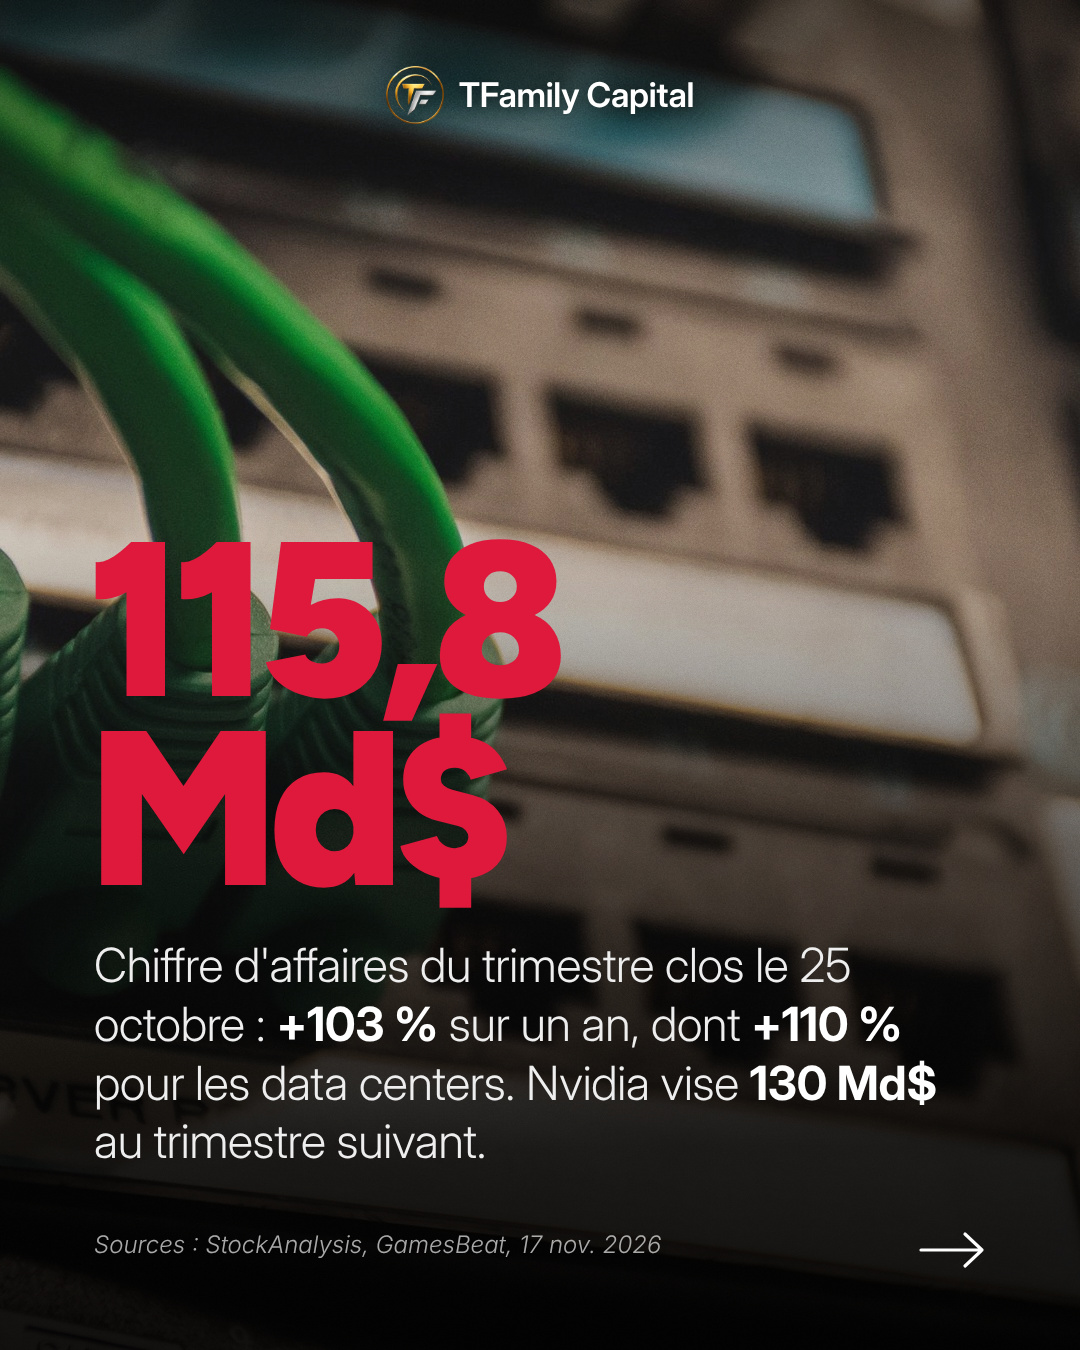 TFamily Capital
115,8
Md$
Chiffre d'affaires du trimestre clos le 25
octobre : +103 % sur un an, dont +110 %
pour les data centers. Nvidia vise 130 Md$
au trimestre suivant.
Sources : StockAnalysis, GamesBeat, 17 nov. 2026